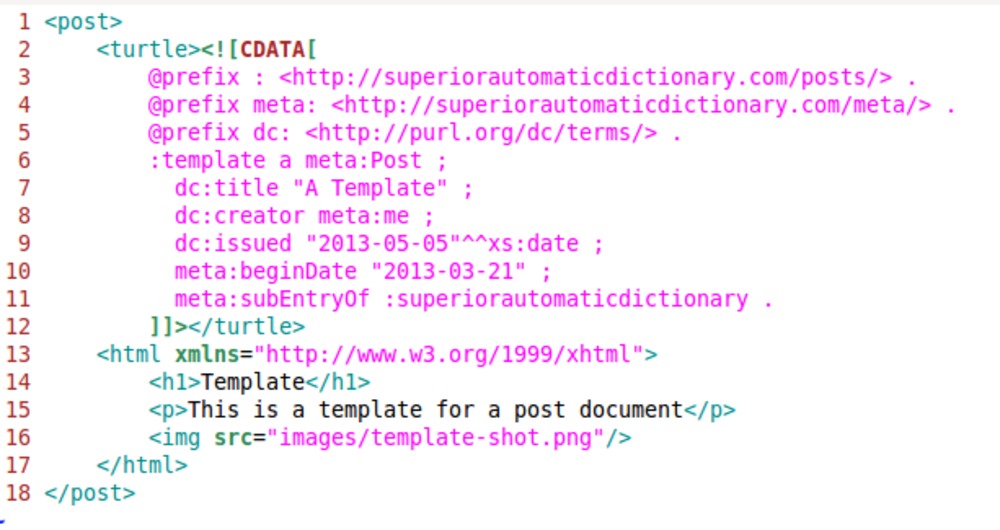 1 <post>
2     <turtle><![CDATA[
3         @prefix : <http://superiorautomaticdictionary.com/posts/> .
4         @prefix meta: <http://superiorautomaticdictionary.com/meta/> .
5         @prefix dc: <http://purl.org/dc/terms/> .
6         :template a meta:Post ;
7           dc:title "A Template" ;
8           dc:creator meta:me ;
9           dc:issued "2013-05-05"^^xs:date ;
10           meta:beginDate "2013-03-21" ;
11           meta:subEntryOf :superiorautomaticdictionary .
12         ]]></turtle>
13     <html xmlns="http://www.w3.org/1999/xhtml">
14         <h1>Template</h1>
15         <p>This is a template for a post document</p>
16         <img src="images/template-shot.png"/>
17     </html>
18 </post>